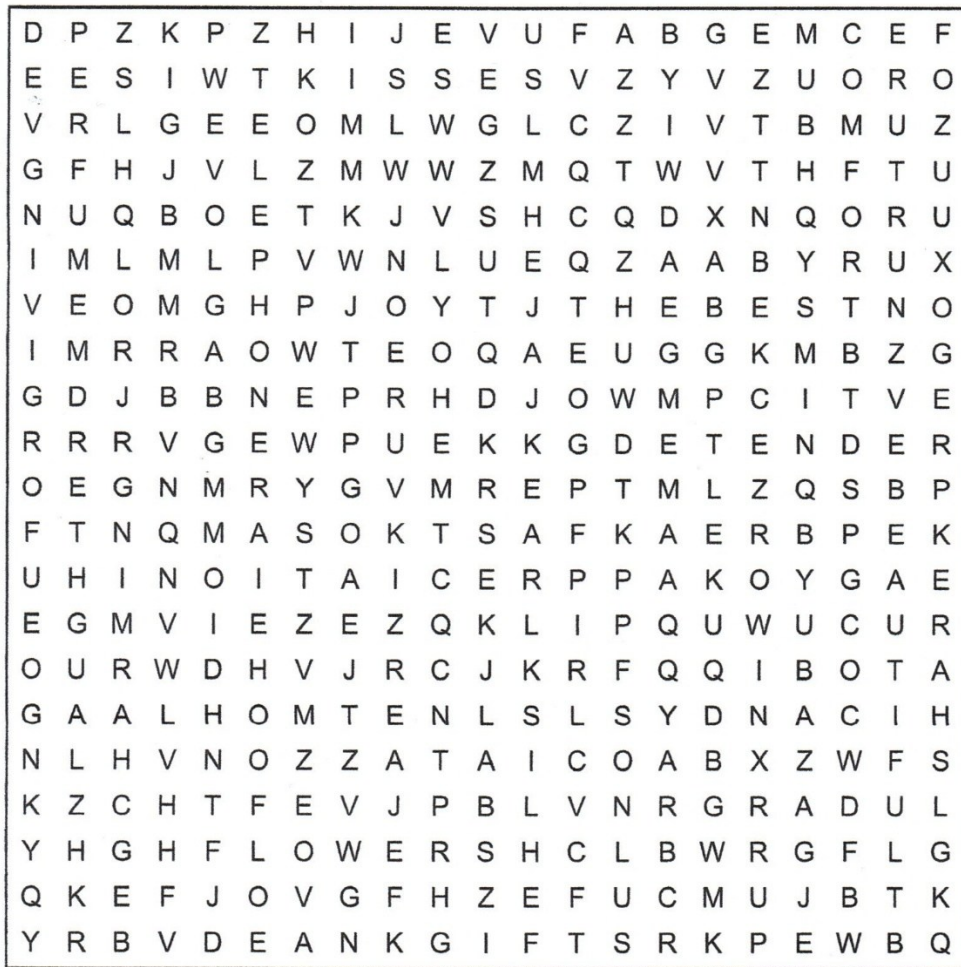 D P Z K P Z H I J E V U F A B G E M C E F
E E S I W T K I S S E S V Z Y V Z U O R O
V R L G E E O M L W G L C Z I V T B M U Z
G F H J V L Z M W W Z M Q T W V T H F T U
N U Q B O E T K J V S H C Q D X N Q O R U
I M L M L P V W N L U E Q Z A A B Y R U X
V E O M G H P J O Y T J T H E B E S T N O
I M R R A O W T E O Q A E U G G K M B Z G
G D J B B N E P R H D J O W M P C I T V E
R R R V G E W P U E K K G D E T E N D E R
O E G N M R Y G V M R E P T M L Z Q S B P
F T N Q M A S O K T S A F K A E R B P E K
U H I N O I T A I C E R P P A K O Y G A E
E G M V I E Z E Z Q K L I P Q U W U C U R
O U R W D H V J R C J K R F Q Q I B O T A
G A A L H O M T E N L S L S Y D N A C I H
N L H V N O Z Z A T A I C O A B X Z W F S
K Z C H T F E V J P B L V N R G R A D U L
Y H G H F L O W E R S H C L B W R G F L G
Q K E F J O V G F H Z E F U C M U J B T K
Y R B V D E A N K G I F T S R K P E W B Q